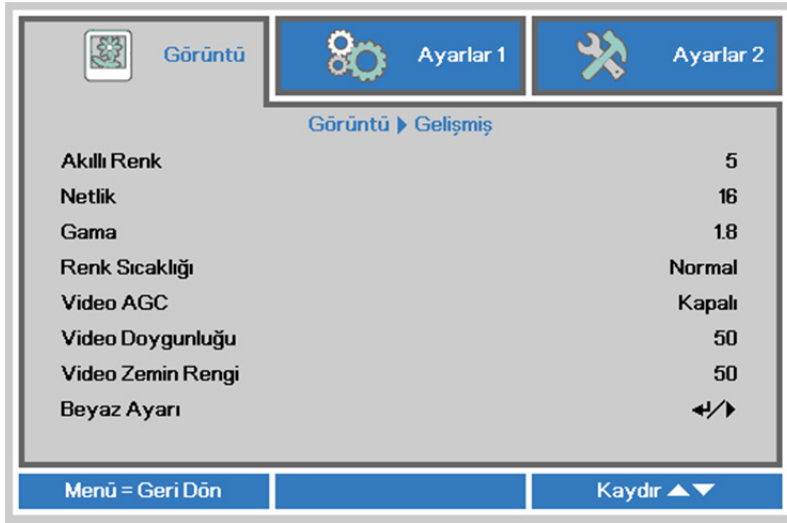 Görüntü Ayarlar 1 Ayarlar 2
Görüntü ▶ Gelişmiş
Akıllı Renk 5
Netlik 16
Gama 1.8
Renk Sıcaklığı Normal
Video AGC Kapalı
Video Doygunluğu 50
Video Zemin Rengi 50
Beyaz Ayarı ↵/▶
Menü = Geri Dön Kaydır ▲▼